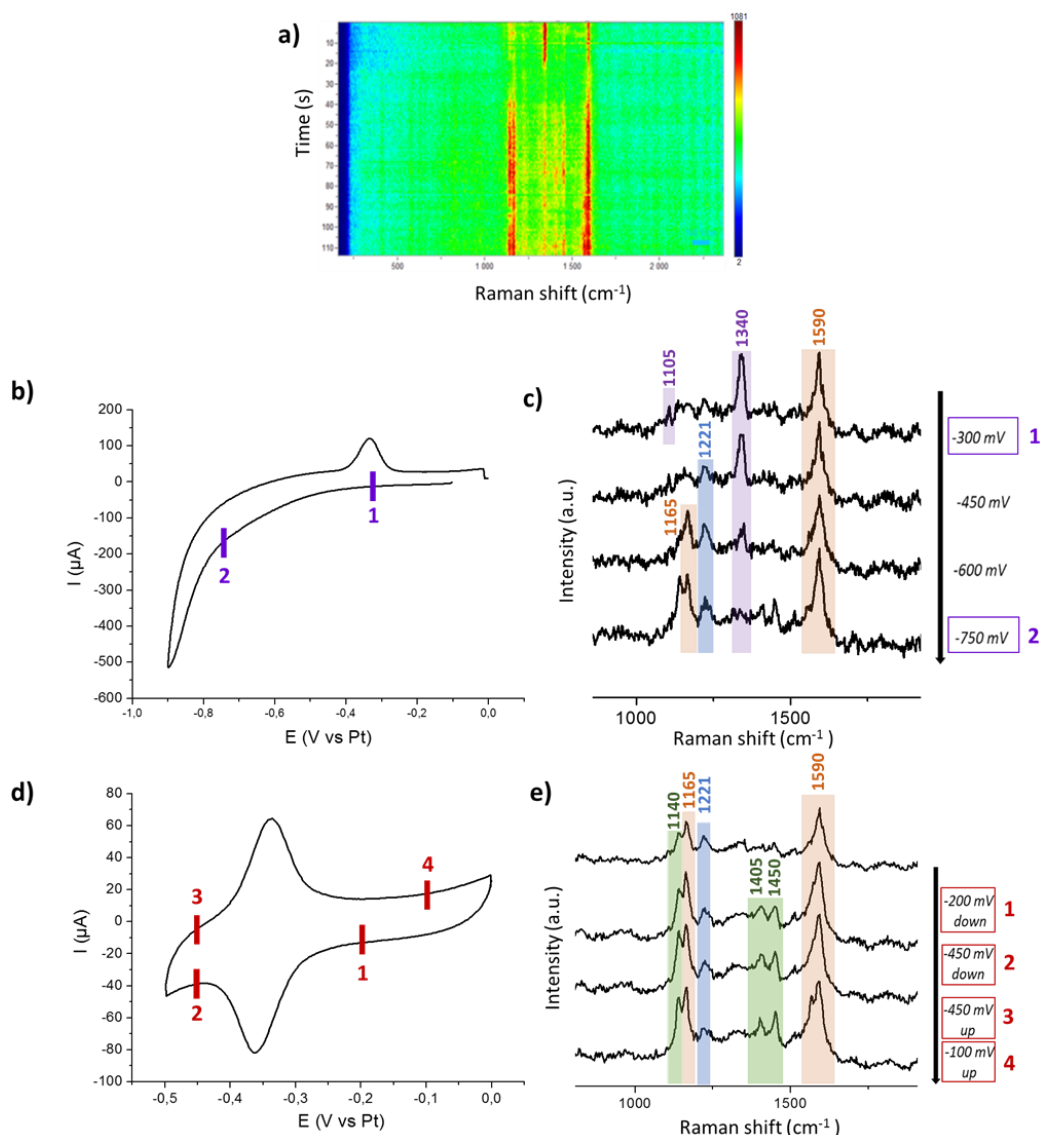 a)
1081
Time (s)
10
20
30
40
50
60
70
80
90
100
110
2
500
1 000
1 500
2 000
Raman shift (cm-1)
b)
200
100
0
-100
-200
-300
-400
-500
-600
I (µA)
1
2
-1,0
-0,8
-0,6
-0,4
-0,2
0,0
E (V vs Pt)
c)
1105
1340
1590
1221
1165
Intensity (a.u.)
-300 mV
1
-450 mV
-600 mV
-750 mV
2
1000
1500
Raman shift (cm-1)
d)
80
60
40
20
0
-20
-40
-60
-80
-100
I (µA)
3
4
1
2
-0,5
-0,4
-0,3
-0,2
-0,1
0,0
E (V vs Pt)
e)
1140
1165
1221
1590
1405
1450
Intensity (a.u.)
-200 mV
down
1
-450 mV
down
2
-450 mV
up
3
-100 mV
up
4
1000
1500
Raman shift (cm-1)